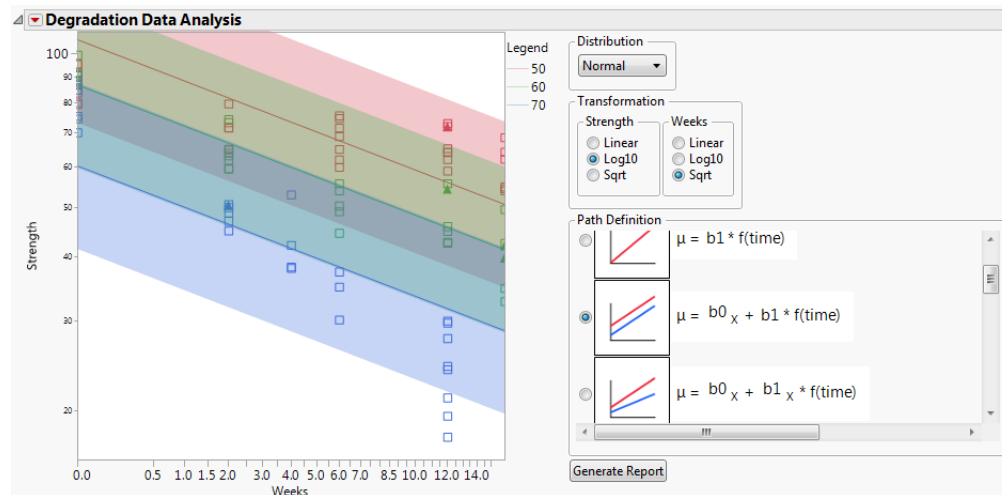 Degradation Data Analysis
Strength
100
90
80
70
60
50
40
30
20
0.0 0.5 1.0 1.5 2.0 3.0 4.0 5.0 6.0 7.0 8.0 10.0 12.0 14.0
Weeks
Legend
50
60
70
Distribution
Normal
Transformation
Strength Weeks
Linear Linear
Log10 Log10
Sqrt Sqrt
Path Definition
μ = b1 * f(time)
μ = b0 X + b1 * f(time)
μ = b0 X + b1 X * f(time)
Generate Report